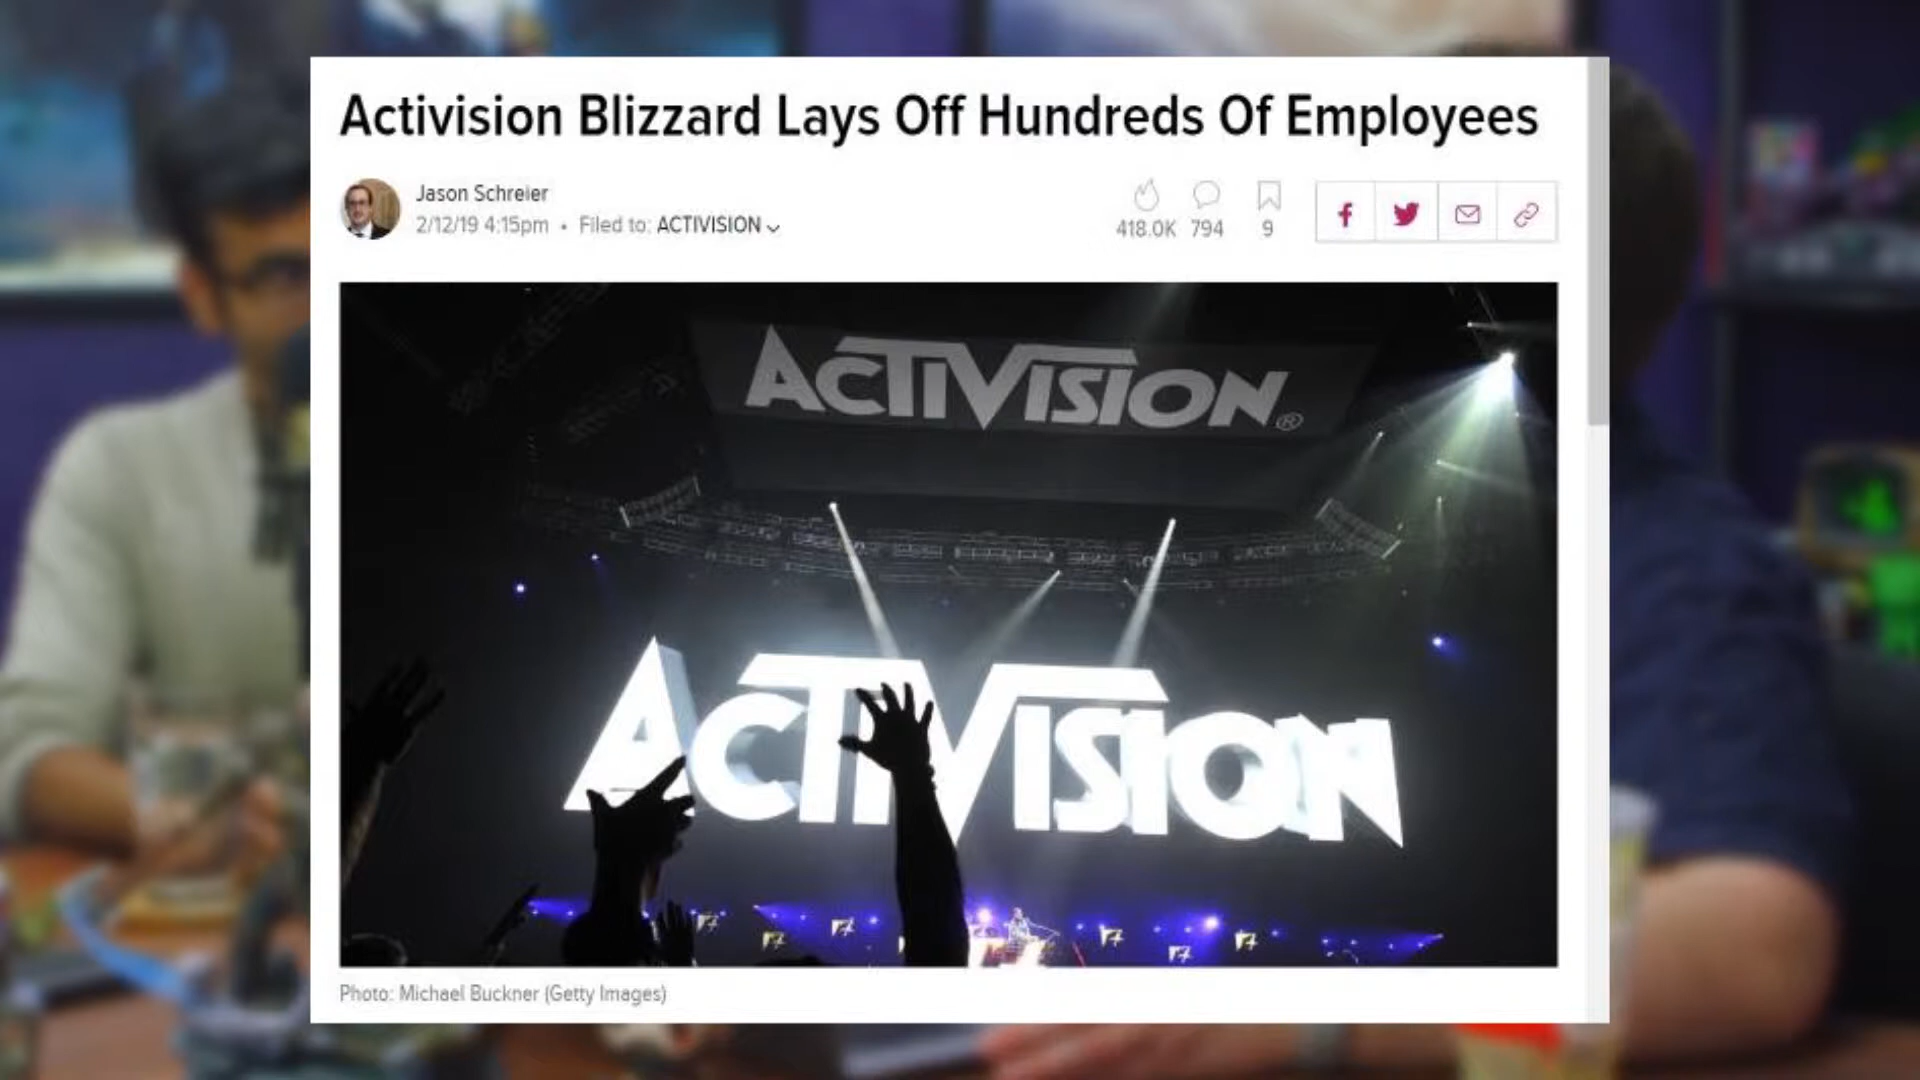 Activision Blizzard Lays Off Hundreds Of Employees
Jason Schreier
2/12/19 4:15pm • Filed to: ACTIVISION
418.0K 794 9
ACTIVISION®
ACTIVISION
Photo: Michael Buckner (Getty Images)